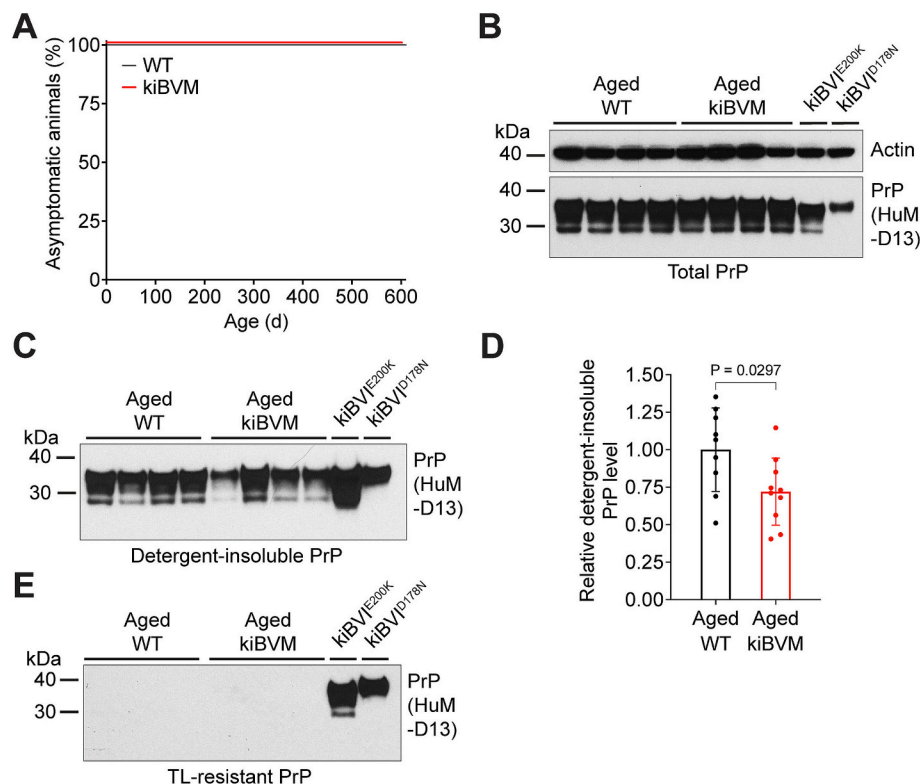 A
Asymptomatic animals (%)
100
75
50
25
0
WT
kiBVM
0 100 200 300 400 500 600
Age (d)
B
Aged
WT
Aged
kiBVM
kiBVI^E200K
kiBVI^D178N
kDa
40
Actin
40
30
PrP
(HuM
-D13)
Total PrP
C
Aged
WT
Aged
kiBVM
kiBVI^E200K
kiBVI^D178N
kDa
40
30
PrP
(HuM
-D13)
Detergent-insoluble PrP
D
P = 0.0297
Relative detergent-insoluble
PrP level
1.50
1.25
1.00
0.75
0.50
0.25
0.00
Aged
WT
Aged
kiBVM
E
Aged
WT
Aged
kiBVM
kiBVI^E200K
kiBVI^D178N
kDa
40
30
PrP
(HuM
-D13)
TL-resistant PrP